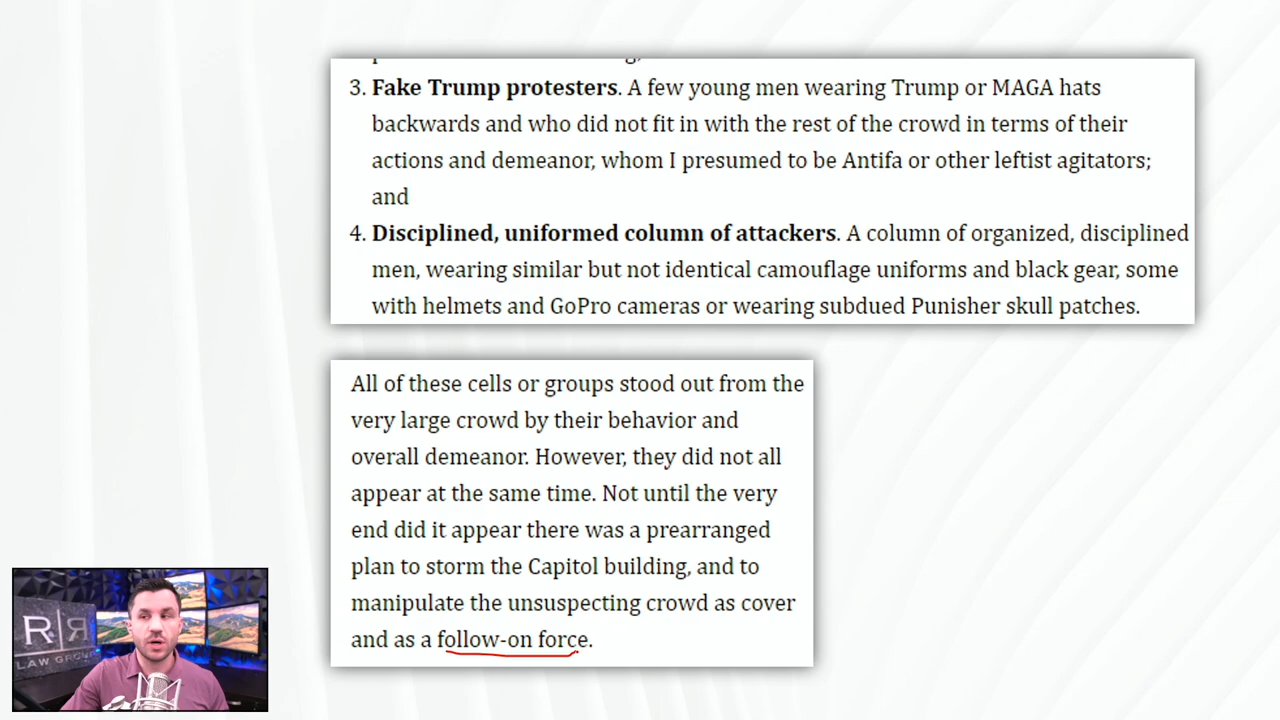 3. Fake Trump protesters. A few young men wearing Trump or MAGA hats
backwards and who did not fit in with the rest of the crowd in terms of their
actions and demeanor, whom I presumed to be Antifa or other leftist agitators;
and
4. Disciplined, uniformed column of attackers. A column of organized, disciplined
men, wearing similar but not identical camouflage uniforms and black gear, some
with helmets and GoPro cameras or wearing subdued Punisher skull patches.
All of these cells or groups stood out from the
very large crowd by their behavior and
overall demeanor. However, they did not all
appear at the same time. Not until the very
end did it appear there was a prearranged
plan to storm the Capitol building, and to
manipulate the unsuspecting crowd as cover
and as a follow-on force.
R|R
LAW GROUP